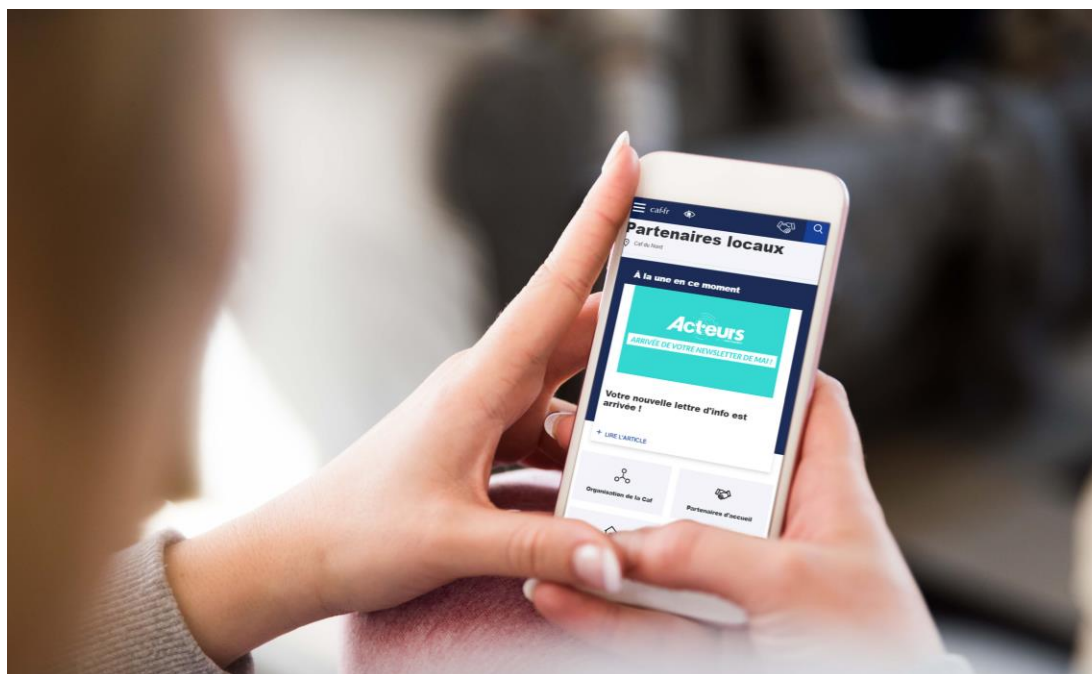 caf·fr
Partenaires locaux
Caf du Nord
À la une en ce moment
Acteurs
ARRIVÉE DE VOTRE NEWSLETTER DE MAI !
Votre nouvelle lettre d'info est
arrivée !
+ LIRE L'ARTICLE
Organisation de la Caf
Partenaires d'accueil